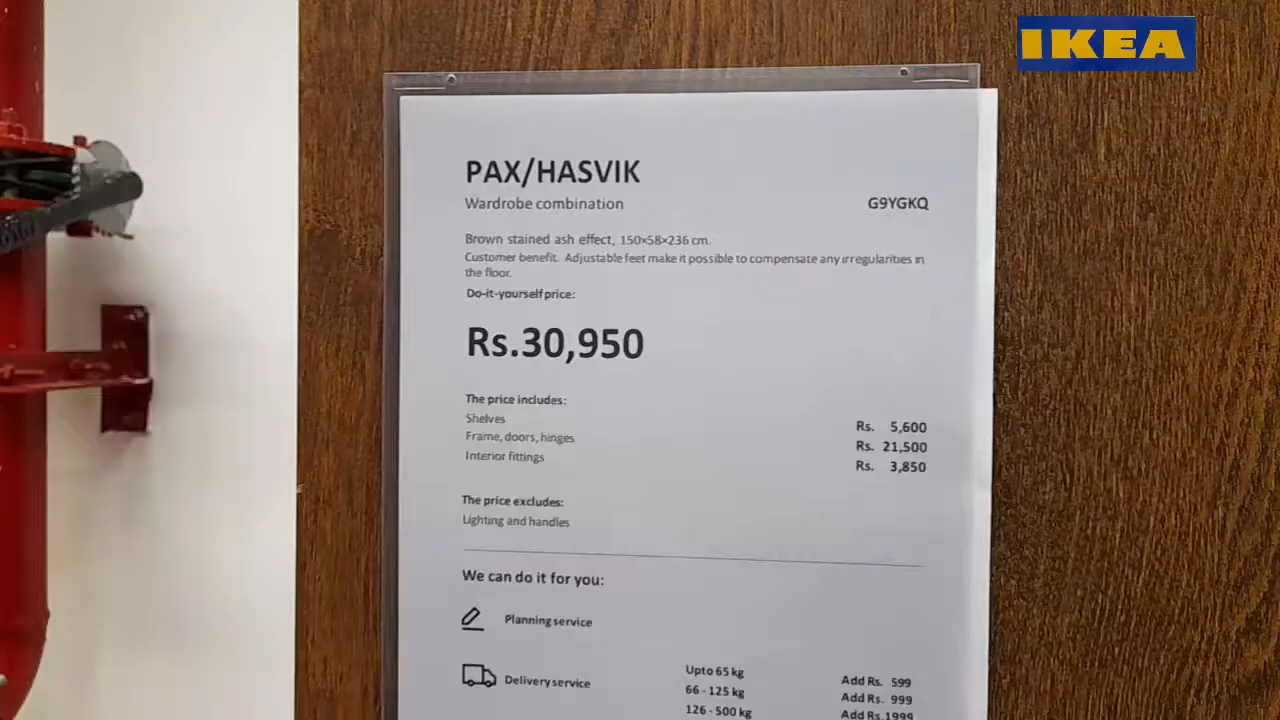 IKEA
PAX/HASVIK
Wardrobe combination G9YGKQ
Brown stained ash effect, 150×58×236 cm.
Customer benefit. Adjustable feet make it possible to compensate any irregularities in
the floor.
Do-it-yourself price:
Rs.30,950
The price includes:
Shelves Rs. 5,600
Frame, doors, hinges Rs. 21,500
Interior fittings Rs. 3,850
The price excludes:
Lighting and handles
We can do it for you:
Planning service
Delivery service Upto 65 kg Add Rs. 599
66 - 125 kg Add Rs. 999
126 - 500 kg Add Rs.1999